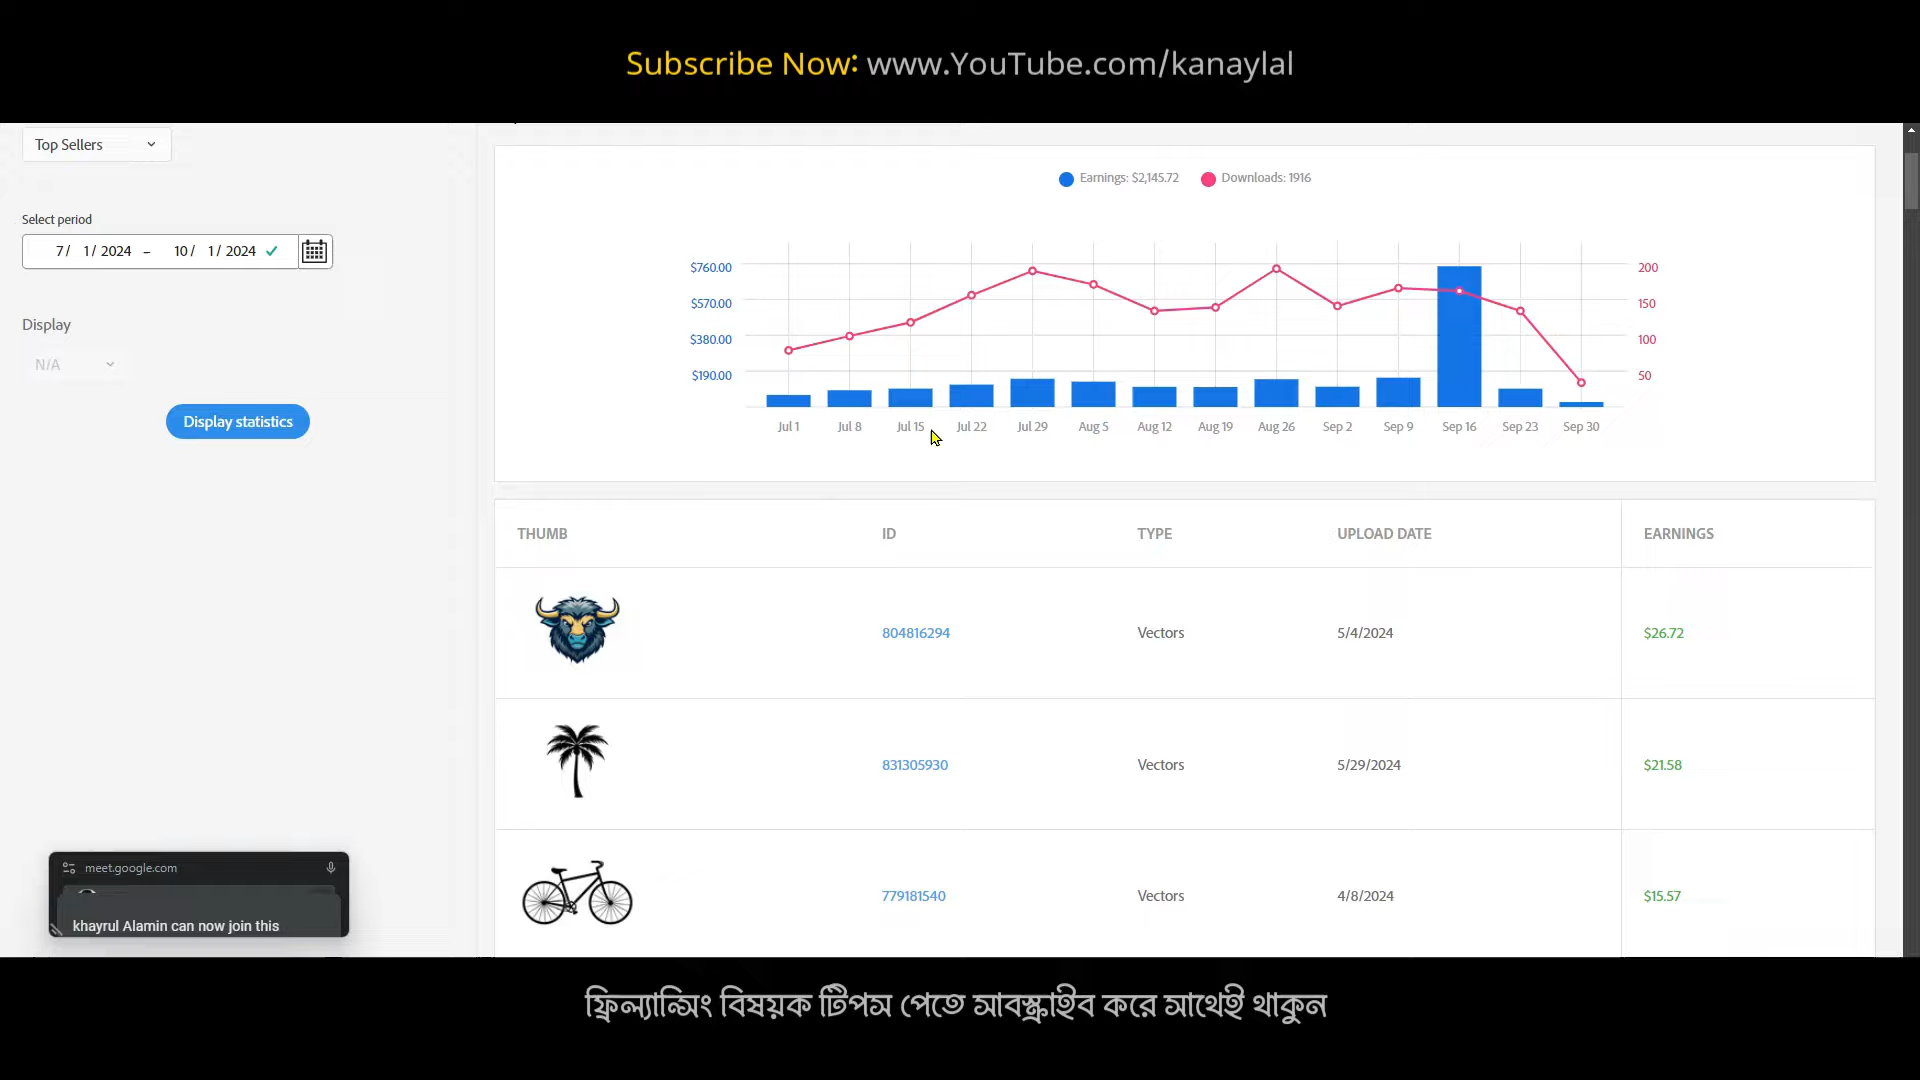 Subscribe Now: www.YouTube.com/kanaylal
Top Sellers
Select period
7/ 1/ 2024 – 10/ 1/ 2024
Display
N/A
Display statistics
Earnings: $2,145.72 Downloads: 1916
$760.00 200
$570.00 150
$380.00 100
$190.00 50
Jul 1 Jul 8 Jul 15 Jul 22 Jul 29 Aug 5 Aug 12 Aug 19 Aug 26 Sep 2 Sep 9 Sep 16 Sep 23 Sep 30
THUMB ID TYPE UPLOAD DATE EARNINGS
804816294 Vectors 5/4/2024 $26.72
831305930 Vectors 5/29/2024 $21.58
779181540 Vectors 4/8/2024 $15.57
meet.google.com
khayrul Alamin can now join this
ফ্রিল্যান্সিং বিষয়ক টিপস পেতে আবস্ক্রাইব করে সাথেই থাকুন